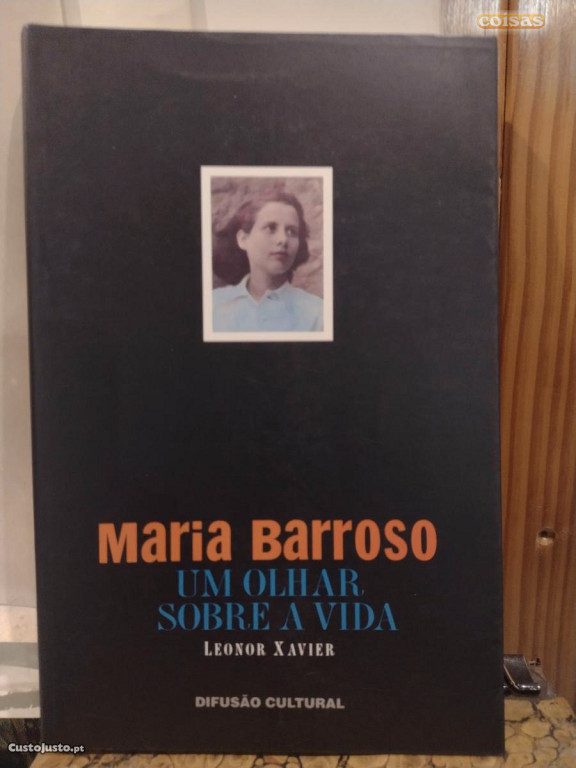 coisas
Maria Barroso
UM OLHAR
SOBRE A VIDA
LEONOR XAVIER
DIFUSÃO CULTURAL
CustoJusto.pt